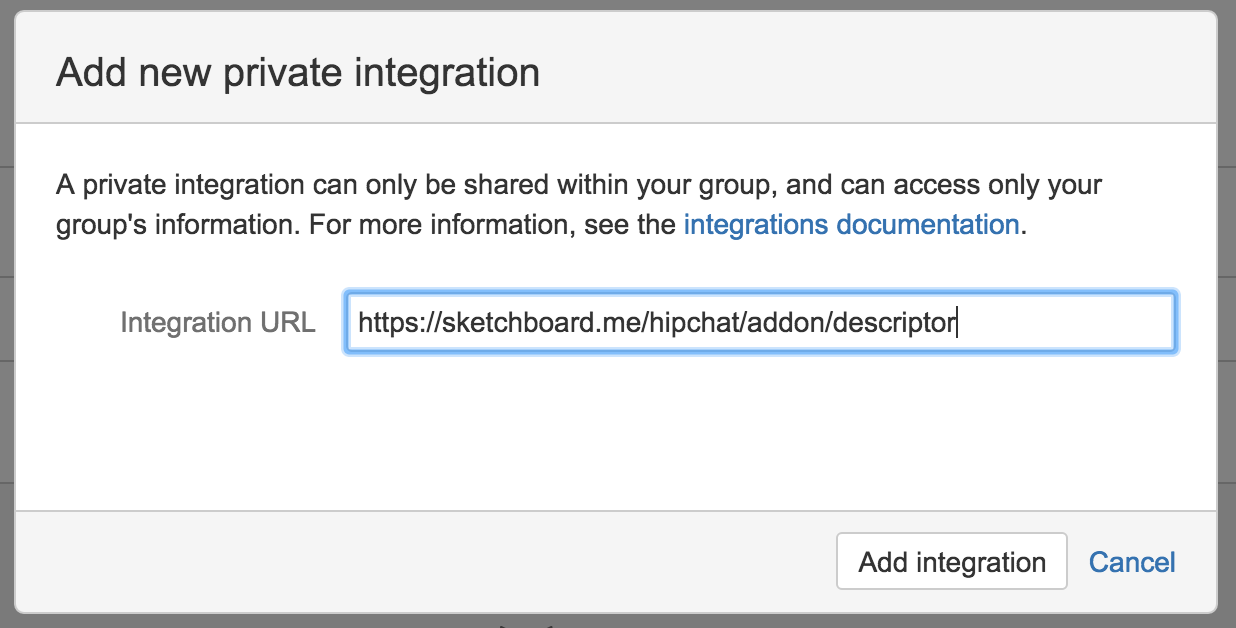 Add new private integration
A private integration can only be shared within your group, and can access only your
group's information. For more information, see the integrations documentation.
Integration URL https://sketchboard.me/hipchat/addon/descriptor
Add integration Cancel